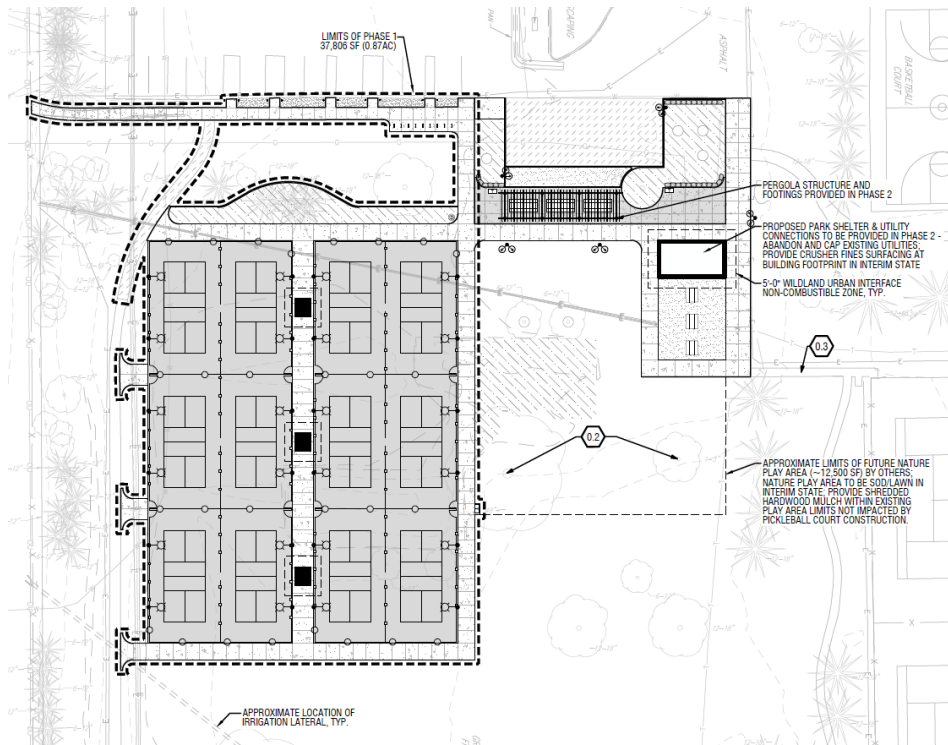 LIMITS OF PHASE 1
37,806 SF (0.87AC)
ASPHALT
BASKETBALL
COURT
PERGOLA STRUCTURE AND
FOOTINGS PROVIDED IN PHASE 2
PROPOSED PARK SHELTER & UTILITY
CONNECTIONS TO BE PROVIDED IN PHASE 2 -
ABANDON AND CAP EXISTING UTILITIES;
PROVIDE CRUSHER FINES SURFACING AT
BUILDING FOOTPRINT IN INTERIM STATE
5'-0" WILDLAND URBAN INTERFACE
NON-COMBUSTIBLE ZONE, TYP.
0.3
0.2
APPROXIMATE LIMITS OF FUTURE NATURE
PLAY AREA (~12,500 SF) BY OTHERS;
NATURE PLAY AREA TO BE SOD/LAWN IN
INTERIM STATE; PROVIDE SHREDDED
HARDWOOD MULCH WITHIN EXISTING
PLAY AREA LIMITS NOT IMPACTED BY
PICKLEBALL COURT CONSTRUCTION.
APPROXIMATE LOCATION OF
IRRIGATION LATERAL, TYP.